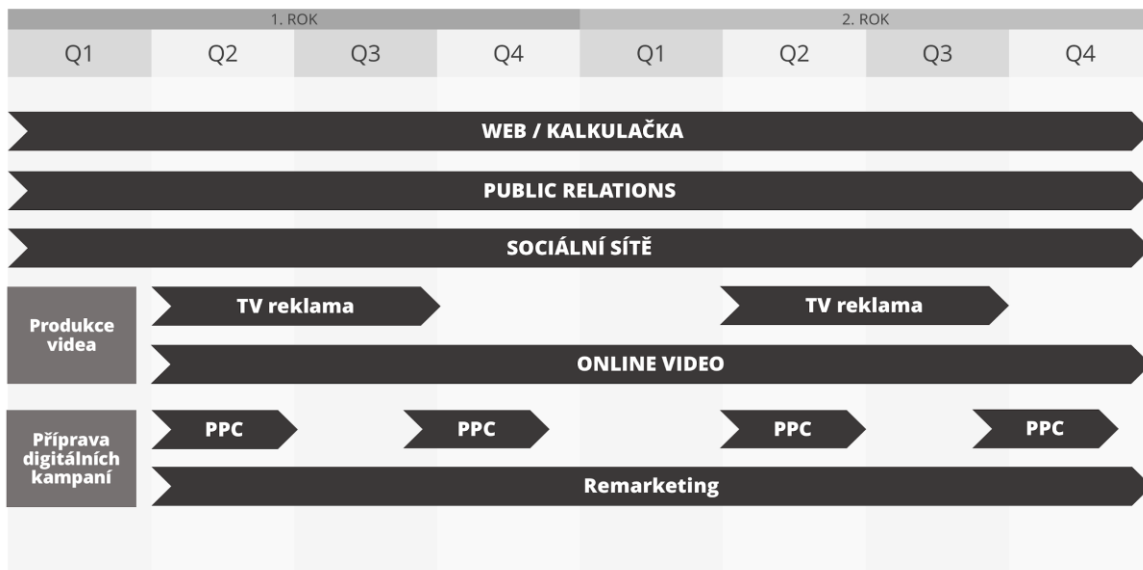 1. ROK 2. ROK
Q1 Q2 Q3 Q4 Q1 Q2 Q3 Q4
WEB / KALKULAČKA
PUBLIC RELATIONS
SOCIÁLNÍ SÍTĚ
Produkce
videa
TV reklama TV reklama
ONLINE VIDEO
Příprava
digitálních
kampaní
PPC PPC PPC PPC
Remarketing